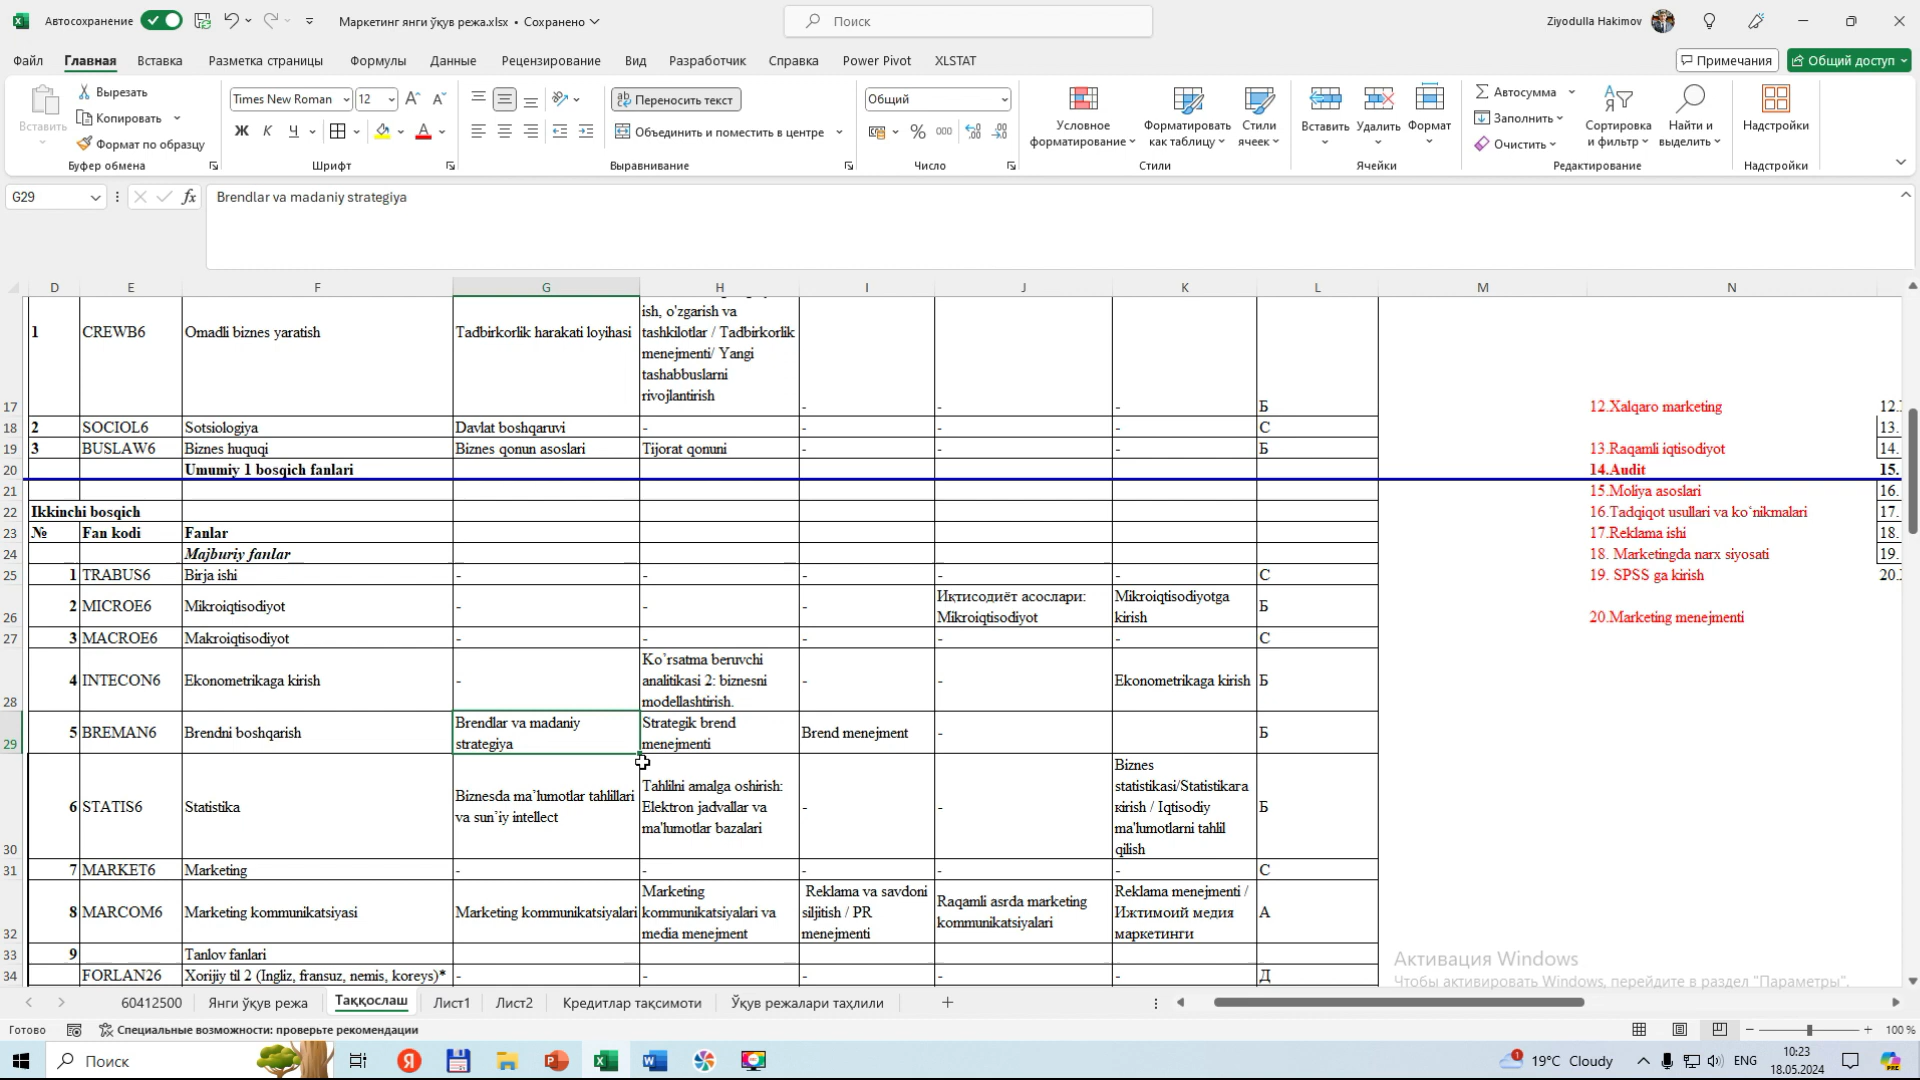 Автосохранение
Маркетинг янги ўқув режа.xlsx • Сохранено
Поиск
Ziyodulla Hakimov
Файл Главная Вставка Разметка страницы Формулы Данные Рецензирование Вид Разработчик Справка Power Pivot XLSTAT
Примечания Общий доступ
Вставить
Вырезать
Копировать
Формат по образцу
Буфер обмена
Times New Roman 12
Ж К Ч
Шрифт
Переносить текст
Объединить и поместить в центре
Выравнивание
Общий
% 000
Число
Условное форматирование
Форматировать как таблицу
Стили ячеек
Стили
Вставить Удалить Формат
Ячейки
Автосумма
Заполнить
Очистить
Сортировка и фильтр
Найти и выделить
Редактирование
Надстройки
Надстройки
G29
fx Brendlar va madaniy strategiya
D E F G H I J K L M N
17 1 CREWB6 Omadli biznes yaratish Tadbirkorlik harakati loyihasi ish, o'zgarish va tashkilotlar / Tadbirkorlik menejmenti/ Yangi tashabbuslarni rivojlantirish - - - Б 12.Xalqaro marketing 12.
18 2 SOCIOL6 Sotsiologiya Davlat boshqaruvi - - - - С 13.
19 3 BUSLAW6 Biznes huquqi Biznes qonun asoslari Tijorat qonuni - - - Б 13.Raqamli iqtisodiyot 14.
20 Umumiy 1 bosqich fanlari 14.Audit 15.
21 15.Moliya asoslari 16.
22 Ikkinchi bosqich 16.Tadqiqot usullari va ko‘nikmalari 17.
23 № Fan kodi Fanlar 17.Reklama ishi 18.
24 Majburiy fanlar 18. Marketingda narx siyosati 19.
25 1 TRABUS6 Birja ishi - - - - - С 19. SPSS ga kirish 20.
26 2 MICROE6 Mikroiqtisodiyot - - - Иқтисодиёт асослари: Mikroiqtisodiyot Mikroiqtisodiyotga kirish Б 20.Marketing menejmenti
27 3 MACROE6 Makroiqtisodiyot - - - - - С
28 4 INTECON6 Ekonometrikaga kirish - Ko’rsatma beruvchi analitikasi 2: biznesni modellashtirish. - - Ekonometrikaga kirish Б
29 5 BREMAN6 Brendni boshqarish Brendlar va madaniy strategiya Strategik brend menejmenti Brend menejment - Б
30 6 STATIS6 Statistika Biznesda ma’lumotlar tahlillari va sun’iy intellect Tahlilni amalga oshirish: Elektron jadvallar va ma'lumotlar bazalari - - Biznes statistikasi/Statistikaга кirish / Iqtisodiy ma'lumotlarni tahlil qilish Б
31 7 MARKET6 Marketing - - - - - С
32 8 MARCOM6 Marketing kommunikatsiyasi Marketing kommunikatsiyalari Marketing kommunikatsiyalari va media menejment Reklama va savdoni siljitish / PR menejmenti Raqamli asrda marketing kommunikatsiyalari Reklama menejmenti / Ижтимоий медия маркетинги А
33 9 Tanlov fanlari
34 FORLAN26 Xorijiy til 2 (Ingliz, fransuz, nemis, koreys)* - - - - - Д
Активация Windows
Чтобы активировать Windows, перейдите в раздел "Параметры".
60412500 Янги ўқув режа Таққослаш Лист1 Лист2 Кредитлар тақсимоти Ўқув режалари таҳлили
Готово Специальные возможности: проверьте рекомендации 100 %
Поиск 19°C Cloudy ENG 10:23
18.05.2024